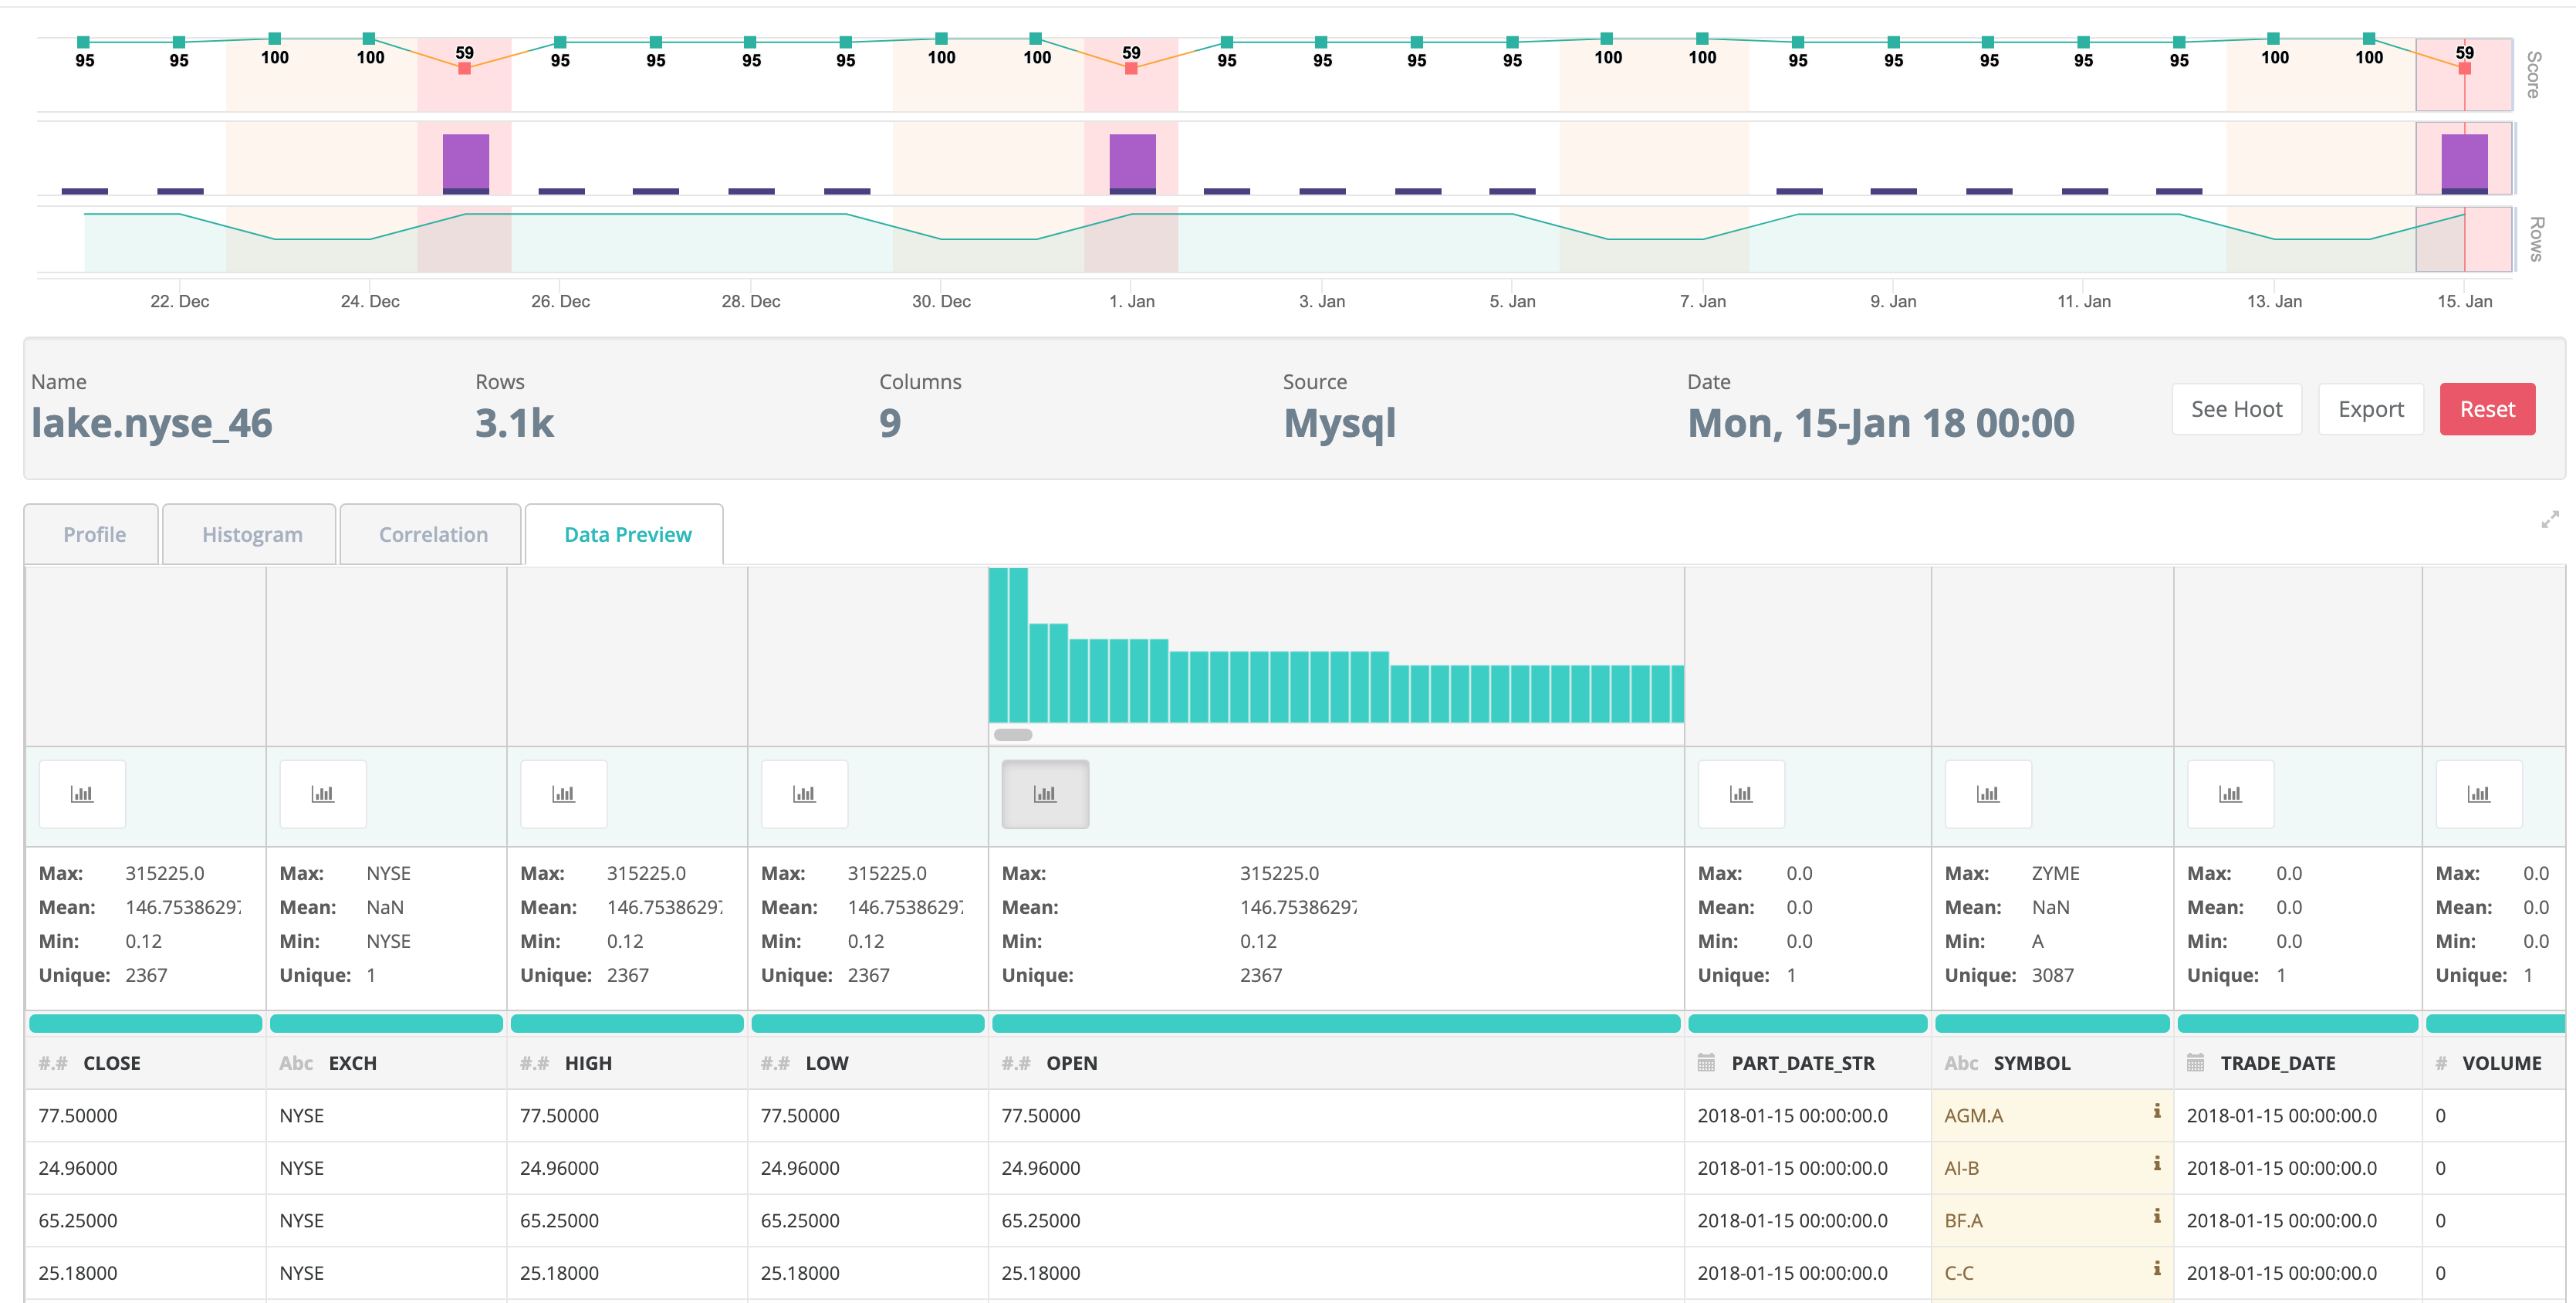 95 95 100 100 59 95 95 95 95 100 100 59 95 95 95 95 100 100 95 95 95 95 95 100 100 59
Score
Rows
22. Dec 24. Dec 26. Dec 28. Dec 30. Dec 1. Jan 3. Jan 5. Jan 7. Jan 9. Jan 11. Jan 13. Jan 15. Jan
Name Rows Columns Source Date
lake.nyse_46 3.1k 9 Mysql Mon, 15-Jan 18 00:00
See Hoot Export Reset
Profile Histogram Correlation Data Preview
Max: 315225.0 Max: NYSE Max: 315225.0 Max: 315225.0 Max: 315225.0 Max: 0.0 Max: ZYME Max: 0.0 Max: 0.0
Mean: 146.7538629 Mean: NaN Mean: 146.7538629 Mean: 146.7538629 Mean: 146.7538629 Mean: 0.0 Mean: NaN Mean: 0.0 Mean: 0.0
Min: 0.12 Min: NYSE Min: 0.12 Min: 0.12 Min: 0.12 Min: 0.0 Min: A Min: 0.0 Min: 0.0
Unique: 2367 Unique: 1 Unique: 2367 Unique: 2367 Unique: 2367 Unique: 1 Unique: 3087 Unique: 1 Unique: 1
#.# CLOSE Abc EXCH #.# HIGH #.# LOW #.# OPEN PART_DATE_STR Abc SYMBOL TRADE_DATE # VOLUME
77.50000 NYSE 77.50000 77.50000 77.50000 2018-01-15 00:00:00.0 AGM.A i 2018-01-15 00:00:00.0 0
24.96000 NYSE 24.96000 24.96000 24.96000 2018-01-15 00:00:00.0 AI-B i 2018-01-15 00:00:00.0 0
65.25000 NYSE 65.25000 65.25000 65.25000 2018-01-15 00:00:00.0 BF.A i 2018-01-15 00:00:00.0 0
25.18000 NYSE 25.18000 25.18000 25.18000 2018-01-15 00:00:00.0 C-C i 2018-01-15 00:00:00.0 0